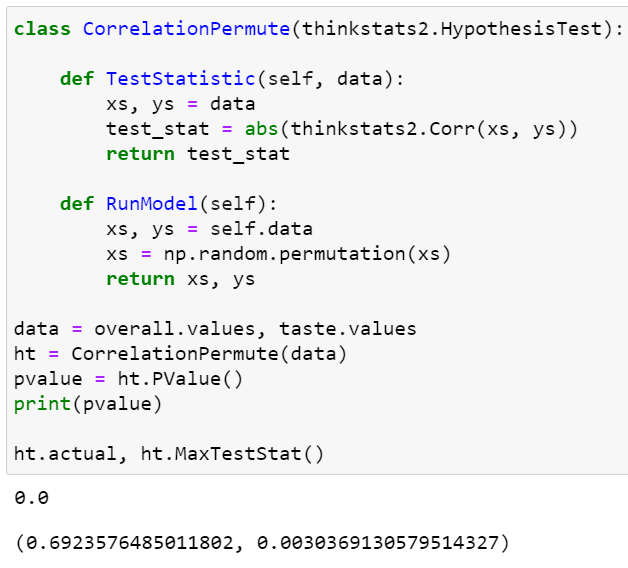 class CorrelationPermute(thinkstats2.HypothesisTest):
def TestStatistic(self, data):
xs, ys = data
test_stat = abs(thinkstats2.Corr(xs, ys))
return test_stat
def RunModel(self):
xs, ys = self.data
xs = np.random.permutation(xs)
return xs, ys
data = overall.values, taste.values
ht = CorrelationPermute(data)
pvalue = ht.PValue()
print(pvalue)
ht.actual, ht.MaxTestStat()
0.0
(0.6923576485011802, 0.0030369130579514327)